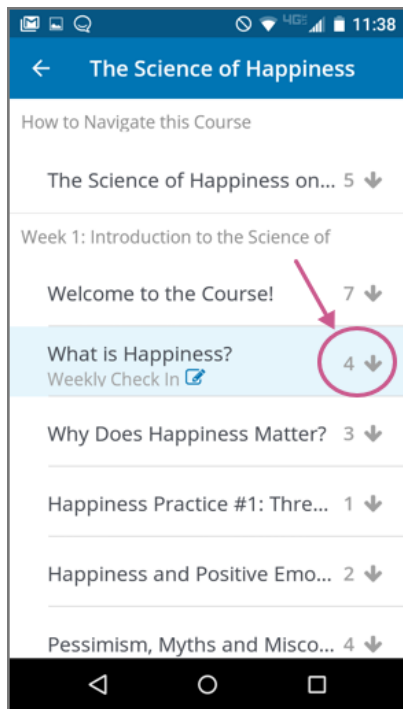 4GE 11:38
The Science of Happiness
How to Navigate this Course
The Science of Happiness on... 5
Week 1: Introduction to the Science of
Welcome to the Course! 7
What is Happiness? 4
Weekly Check In
Why Does Happiness Matter? 3
Happiness Practice #1: Thre... 1
Happiness and Positive Emo... 2
Pessimism, Myths and Misco... 4